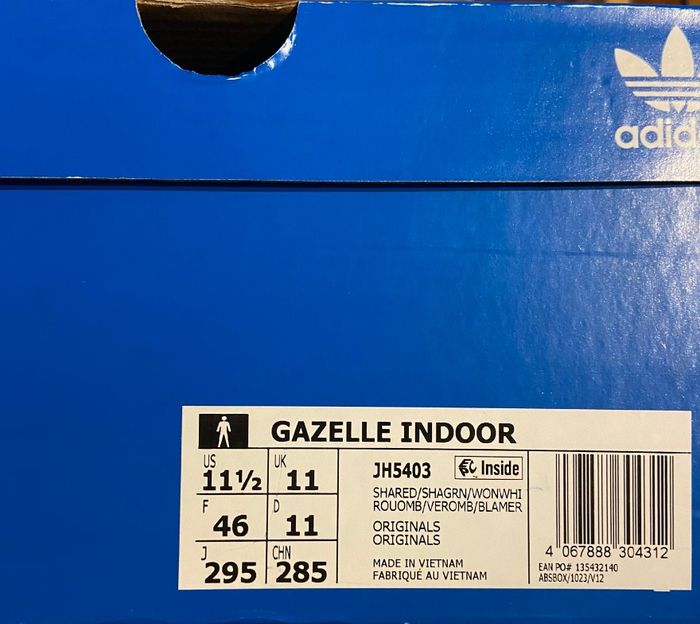 adid
GAZELLE INDOOR
US 11½ UK 11
F 46 D 11
J 295 CHN 285
JH5403 Inside
SHARED/SHAGRN/WONWHI
ROUOMB/VEROMB/BLAMER
ORIGINALS
ORIGINALS
MADE IN VIETNAM
FABRIQUÉ AU VIETNAM
4 067888 304312
EAN PO# 135432140
ABSBOX/1023/V12